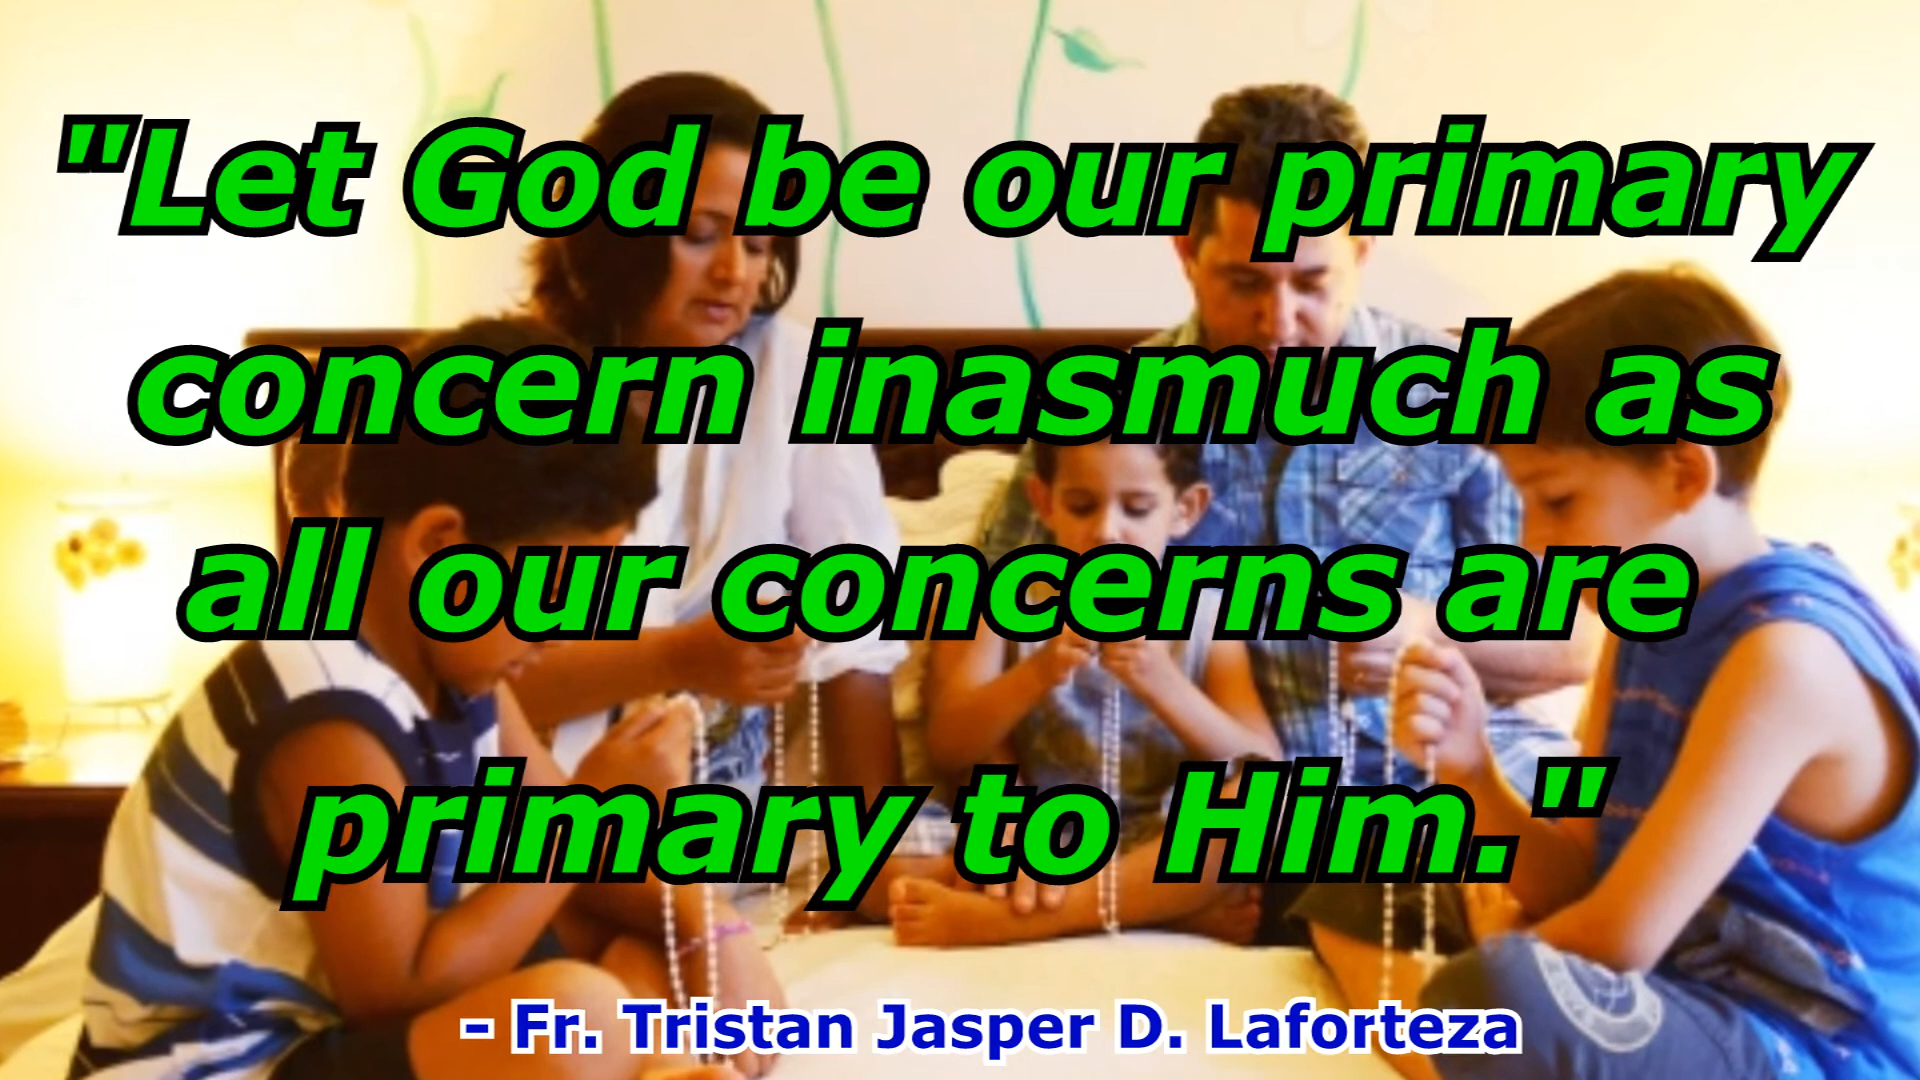 "Let God be our primary
concern inasmuch as
all our concerns are
primary to Him."
- Fr. Tristan Jasper D. Laforteza